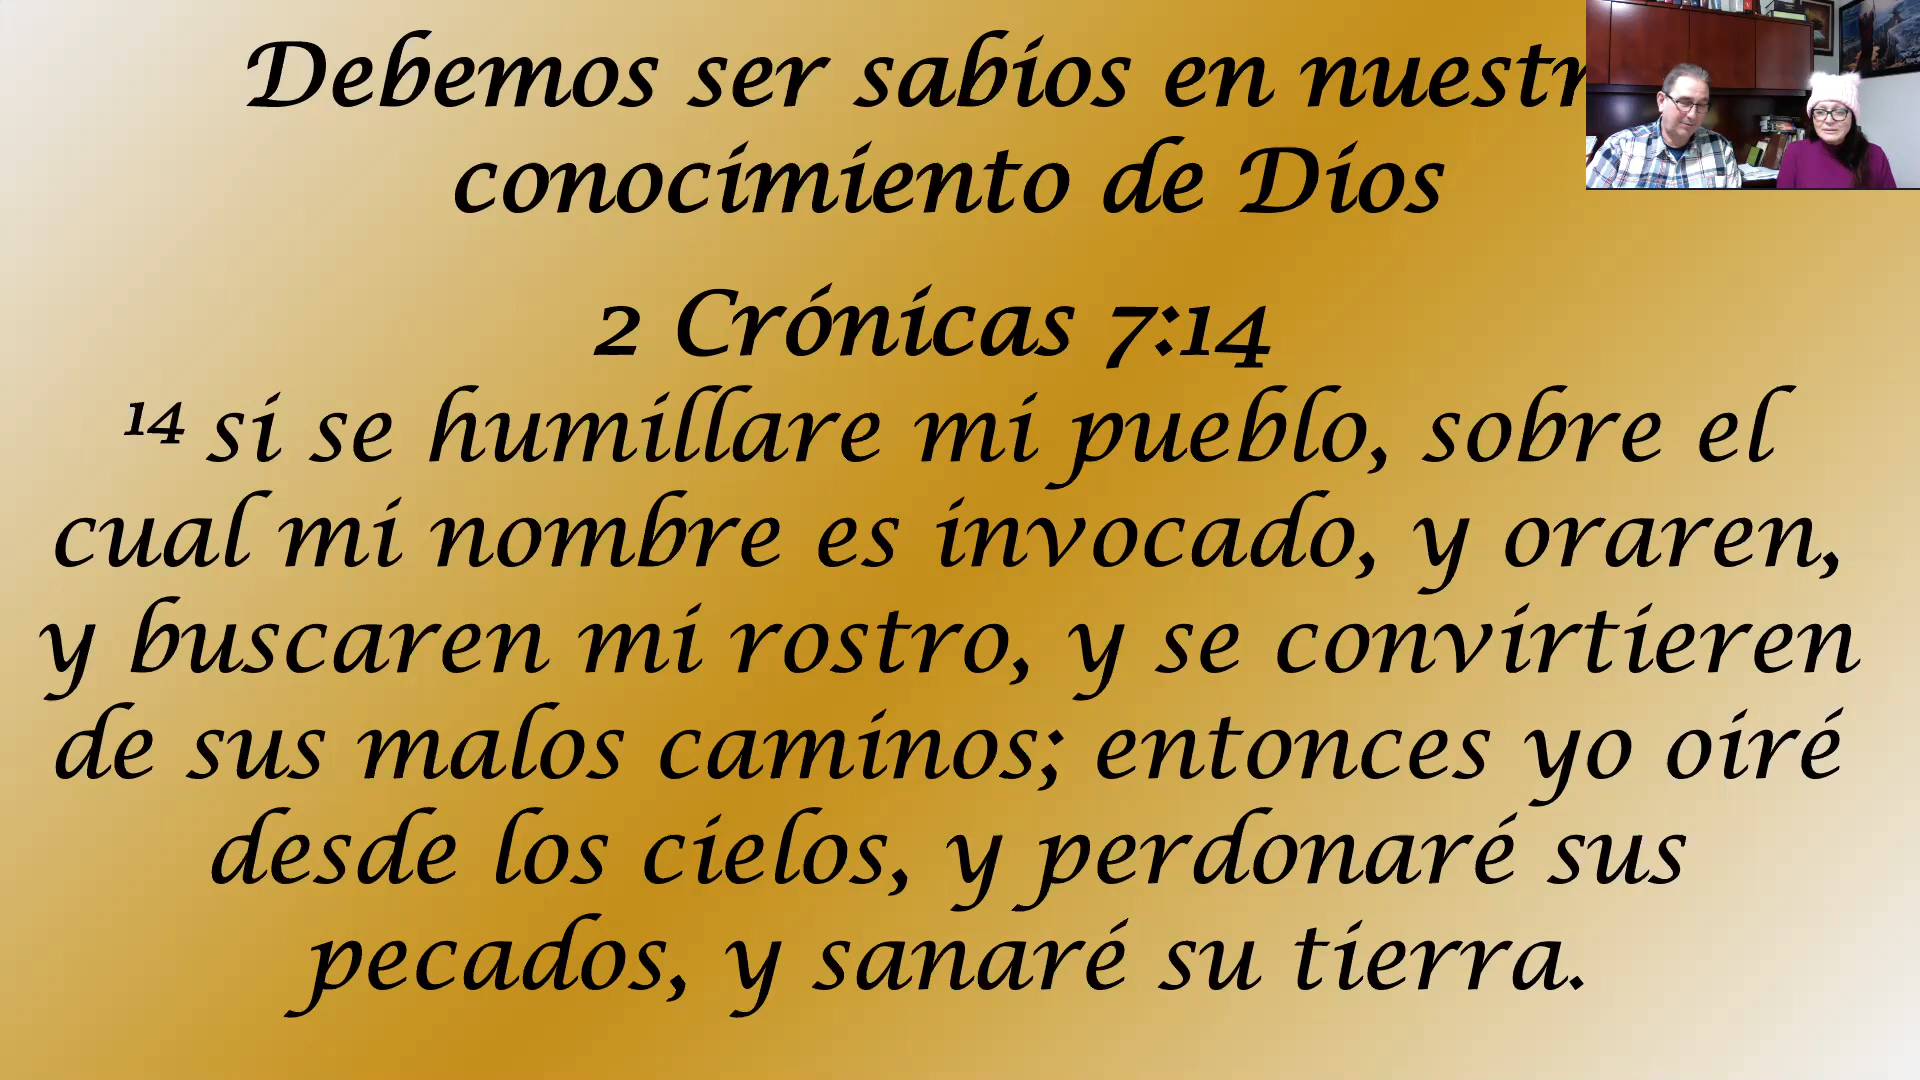 Debemos ser sabios en nuestr
conocimiento de Dios
2 Crónicas 7:14
14 si se humillare mi pueblo, sobre el
cual mi nombre es invocado, y oraren,
y buscaren mi rostro, y se convirtieren
de sus malos caminos; entonces yo oiré
desde los cielos, y perdonaré sus
pecados, y sanaré su tierra.